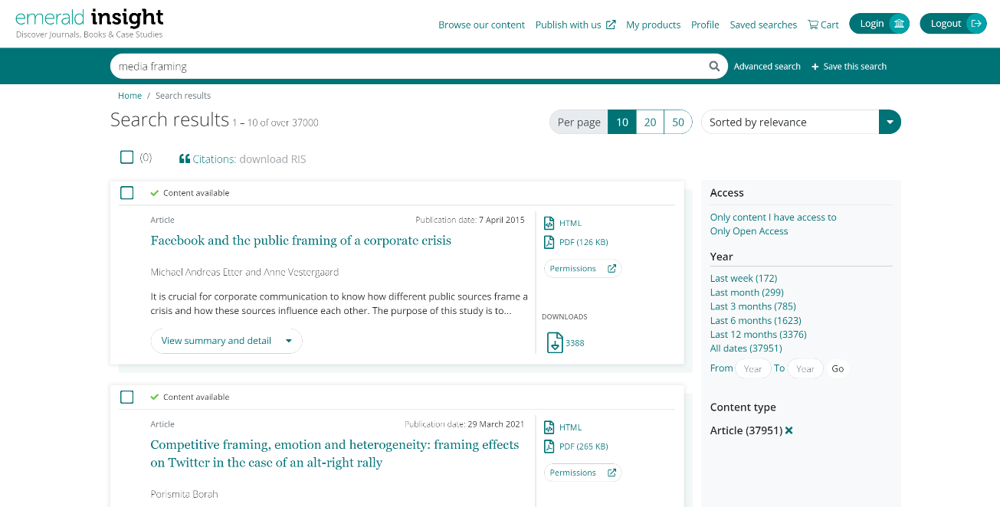 emerald insight
Discover Journals, Books & Case Studies
Browse our content
Publish with us
My products
Profile
Saved searches
Cart
Login
Logout
media framing
Advanced search
+ Save this search
Home / Search results
Search results 1 – 10 of over 37000
Per page 10 20 50
Sorted by relevance
(0)
Citations: download RIS
Content available
Article
Publication date: 7 April 2015
Facebook and the public framing of a corporate crisis
Michael Andreas Etter and Anne Vestergaard
It is crucial for corporate communication to know how different public sources frame a
crisis and how these sources influence each other. The purpose of this study is to...
View summary and detail
HTML
PDF (126 KB)
Permissions
DOWNLOADS
3388
Content available
Article
Publication date: 29 March 2021
Competitive framing, emotion and heterogeneity: framing effects
on Twitter in the case of an alt-right rally
Porismita Borah
HTML
PDF (265 KB)
Permissions
Access
Only content I have access to
Only Open Access
Year
Last week (172)
Last month (299)
Last 3 months (785)
Last 6 months (1623)
Last 12 months (3376)
All dates (37951)
From Year To Year Go
Content type
Article (37951)